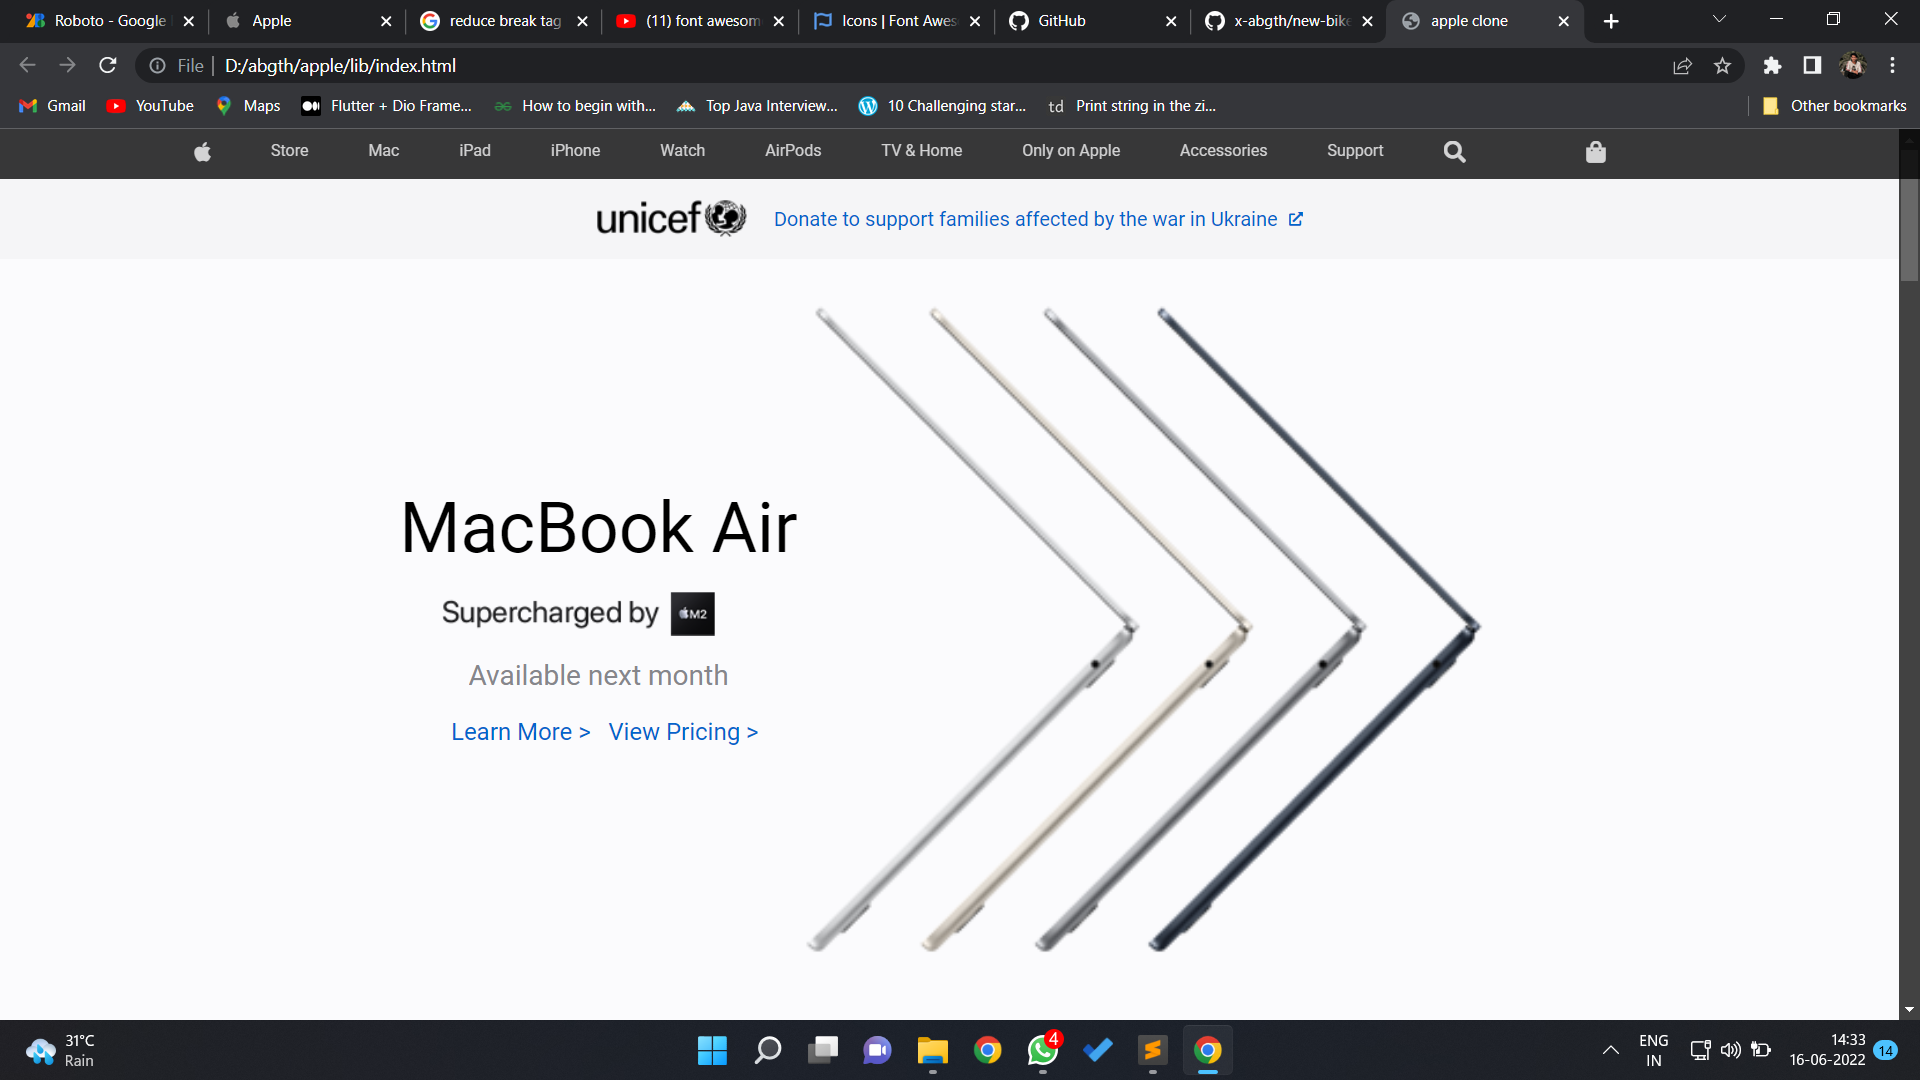 Roboto - Google
Apple
reduce break tag
(11) font awesom
Icons | Font Awes
GitHub
x-abgth/new-bike
apple clone
File
D:/abgth/apple/lib/index.html
Gmail
YouTube
Maps
Flutter + Dio Frame...
How to begin with...
Top Java Interview...
10 Challenging star...
td
Print string in the zi...
Other bookmarks
Store
Mac
iPad
iPhone
Watch
AirPods
TV & Home
Only on Apple
Accessories
Support
unicef
Donate to support families affected by the war in Ukraine
MacBook Air
Supercharged by
M2
Available next month
Learn More > View Pricing >
31°C
Rain
4
ENG
IN
14:33
16-06-2022
14